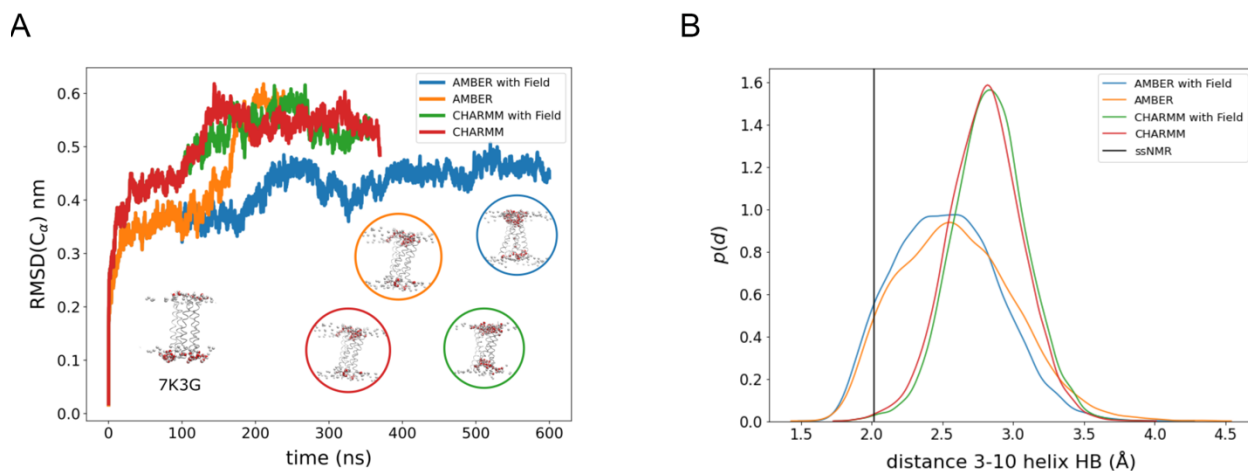 A
B
RMSD(Cα) nm
0.6
0.5
0.4
0.3
0.2
0.1
0.0
AMBER with Field
AMBER
CHARMM with Field
CHARMM
7K3G
0 100 200 300 400 500 600
time (ns)
p(d)
1.6
1.4
1.2
1.0
0.8
0.6
0.4
0.2
0.0
AMBER with Field
AMBER
CHARMM with Field
CHARMM
ssNMR
1.5 2.0 2.5 3.0 3.5 4.0 4.5
distance 3-10 helix HB (Å)